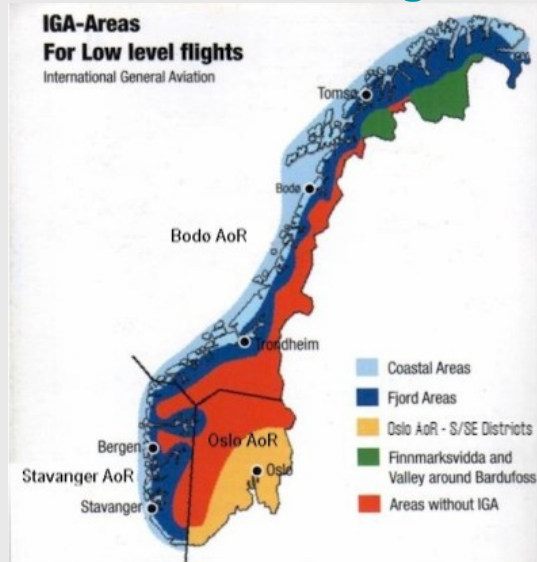 IGA-Areas
For Low level flights
International General Aviation
Tomsø
Bodø
Bodø AoR
Trondheim
Coastal Areas
Fjord Areas
Oslo AoR - S/SE Districts
Finnmarksvidda and
Valley around Bardufoss
Areas without IGA
Bergen
Oslo AoR
Oslo
Stavanger AoR
Stavanger